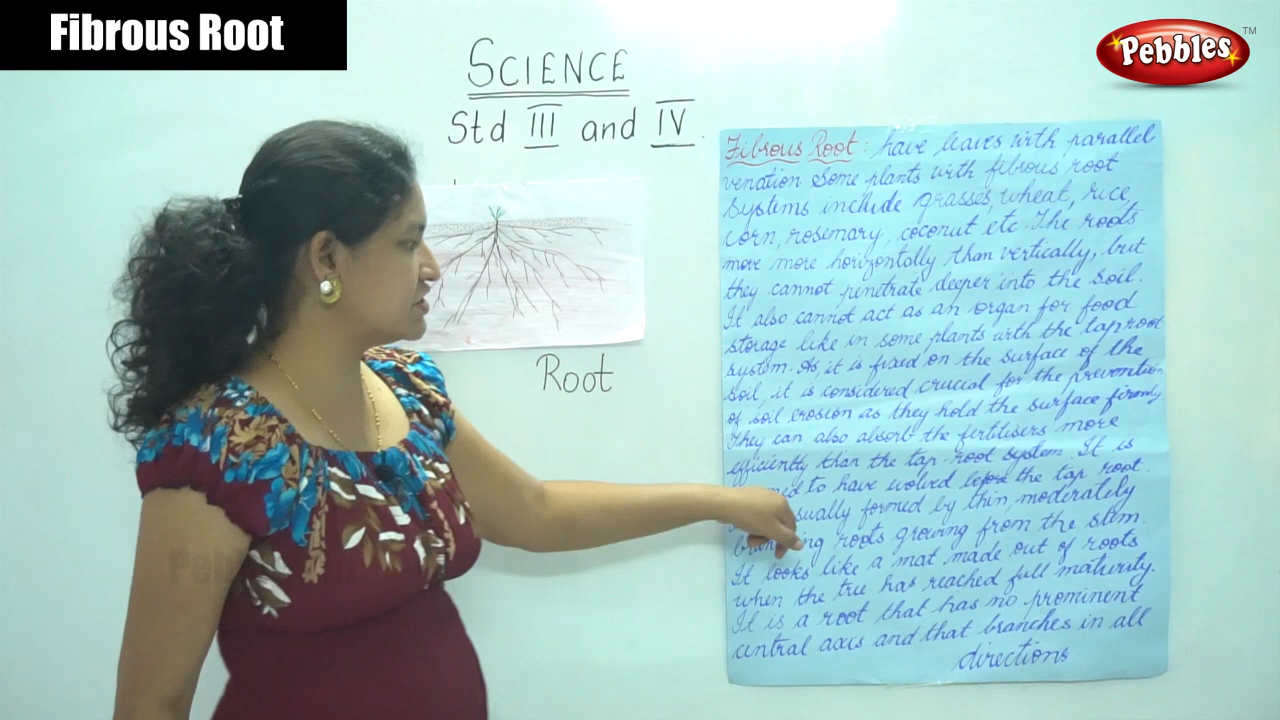 Fibrous Root
Pebbles
TM
SCIENCE
Std III and IV.
Root
Fibrous Root: have leaves with parallel
venation Some plants with fibrous root
systems include grasses, wheat, rice,
corn, rosemary, coconut etc The roots
move more horizontally than vertically, but
they cannot penetrate deeper into the soil.
It also cannot act as an organ for food
storage like in some plants with the taproot
system. As it is fixed on the surface of the
soil, it is considered crucial for the prevention
of soil erosion as they hold the surface firmly
They can also absorb the fertilisers more
efficiently than the tap-root system. It is
to have evolved before the tap root.
usually formed by thin, moderately
roots growing from the stem.
It looks like a mat made out of roots
when the tree has reached full maturity.
It is a root that has no prominent
central axis and that branches in all
directions